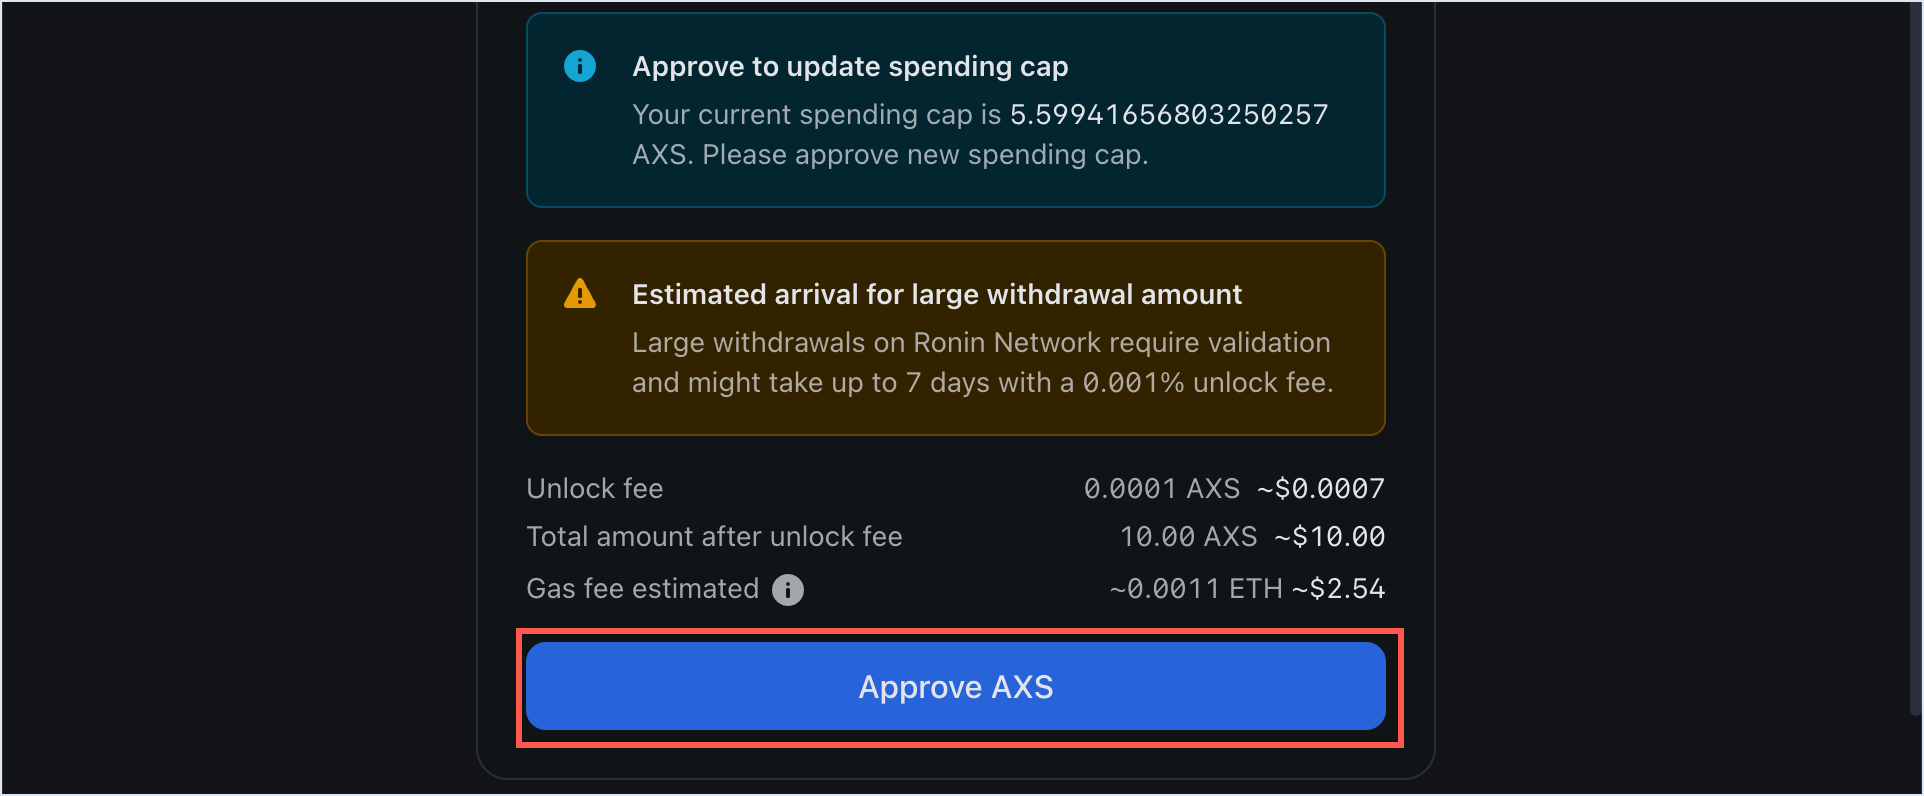 Approve to update spending cap
Your current spending cap is 5.59941656803250257
AXS. Please approve new spending cap.
Estimated arrival for large withdrawal amount
Large withdrawals on Ronin Network require validation
and might take up to 7 days with a 0.001% unlock fee.
Unlock fee 0.0001 AXS ~$0.0007
Total amount after unlock fee 10.00 AXS ~$10.00
Gas fee estimated ~0.0011 ETH ~$2.54
Approve AXS